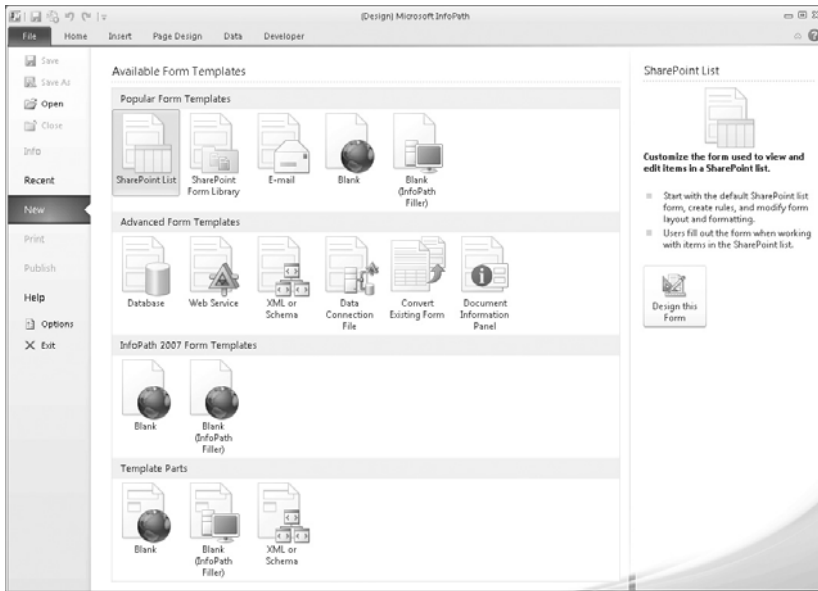 (Design) Microsoft InfoPath
File Home Insert Page Design Data Developer
Save
Save As
Open
Close
Info
Recent
New
Print
Publish
Help
Options
Exit
Available Form Templates
Popular Form Templates
SharePoint List
SharePoint Form Library
E-mail
Blank
Blank (InfoPath Filler)
Advanced Form Templates
Database
Web Service
XML or Schema
Data Connection File
Convert Existing Form
Document Information Panel
InfoPath 2007 Form Templates
Blank
Blank (InfoPath Filler)
Template Parts
Blank
Blank (InfoPath Filler)
XML or Schema
SharePoint List
Customize the form used to view and
edit items in a SharePoint list.
Start with the default SharePoint list
form, create rules, and modify form
layout and formatting.
Users fill out the form when working
with items in the SharePoint list.
Design this
Form